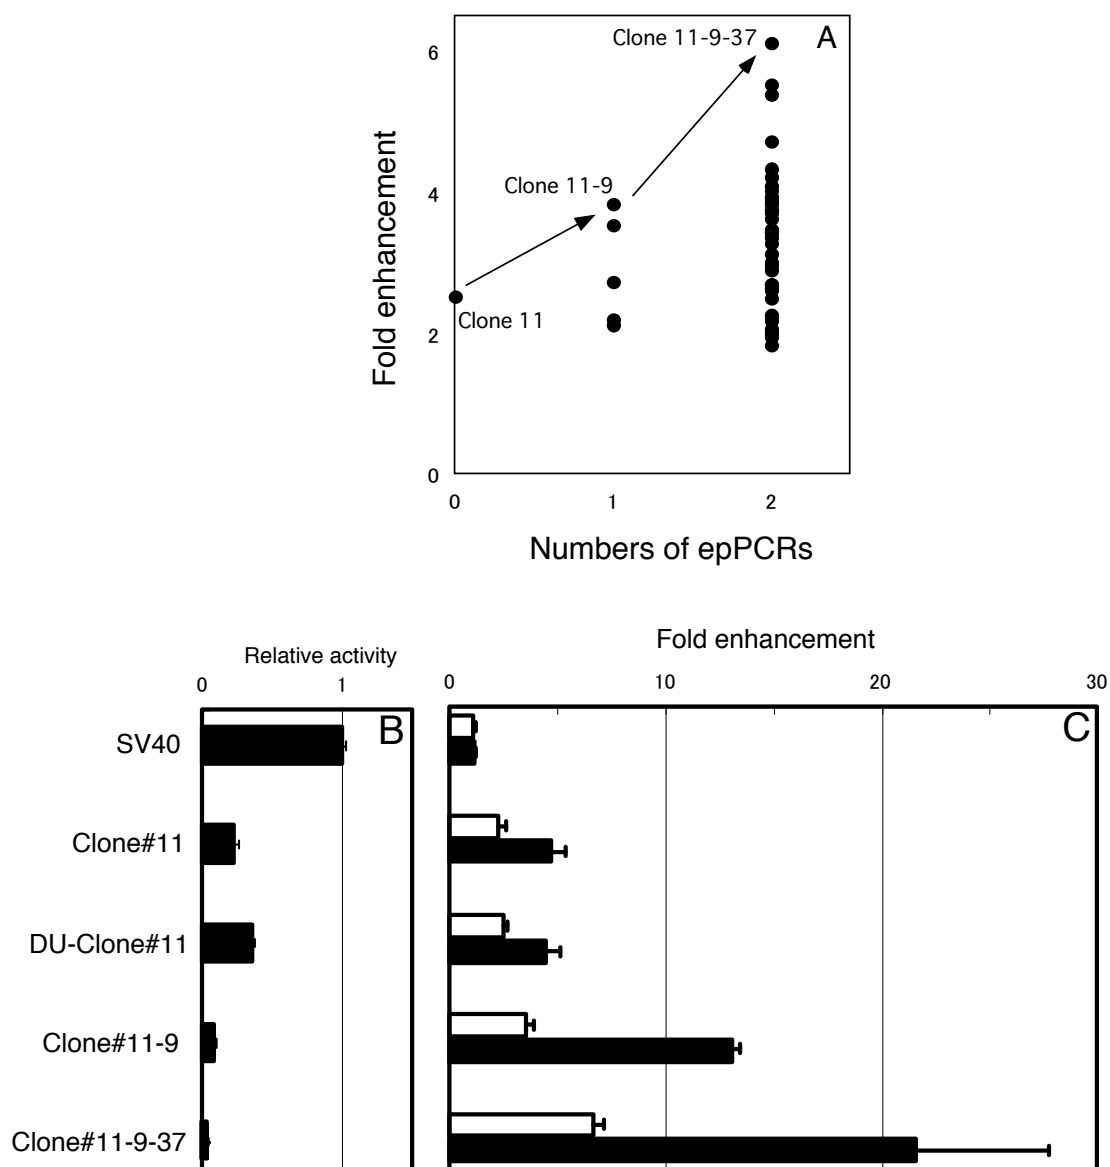 A
Clone 11-9-37
6
Clone 11-9
4
Clone 11
2
0
0 1 2
Fold enhancement
Numbers of epPCRs
Relative activity
0 1
B
Fold enhancement
0 10 20 30
C
SV40
Clone#11
DU-Clone#11
Clone#11-9
Clone#11-9-37